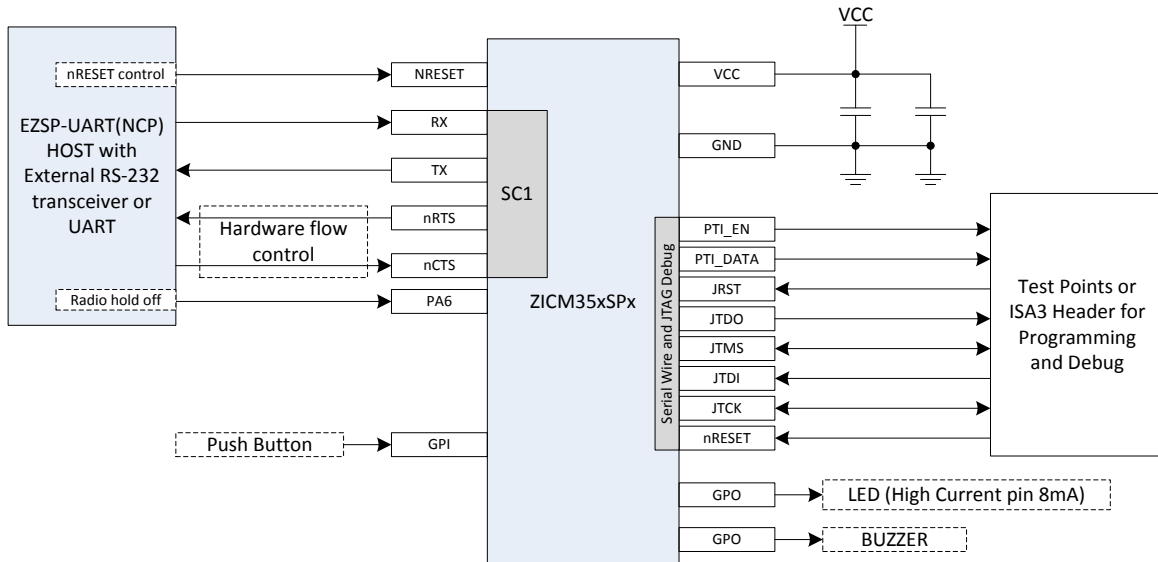 nRESET control
EZSP-UART(NCP)
HOST with
External RS-232
transceiver or
UART
Radio hold off
Hardware flow
control
Push Button
NRESET
RX
TX
nRTS
nCTS
PA6
GPI
SC1
ZICM35xSPx
Serial Wire and JTAG Debug
VCC
GND
PTI_EN
PTI_DATA
JRST
JTDO
JTMS
JTDI
JTCK
nRESET
GPO
GPO
VCC
Test Points or
ISA3 Header for
Programming
and Debug
LED (High Current pin 8mA)
BUZZER